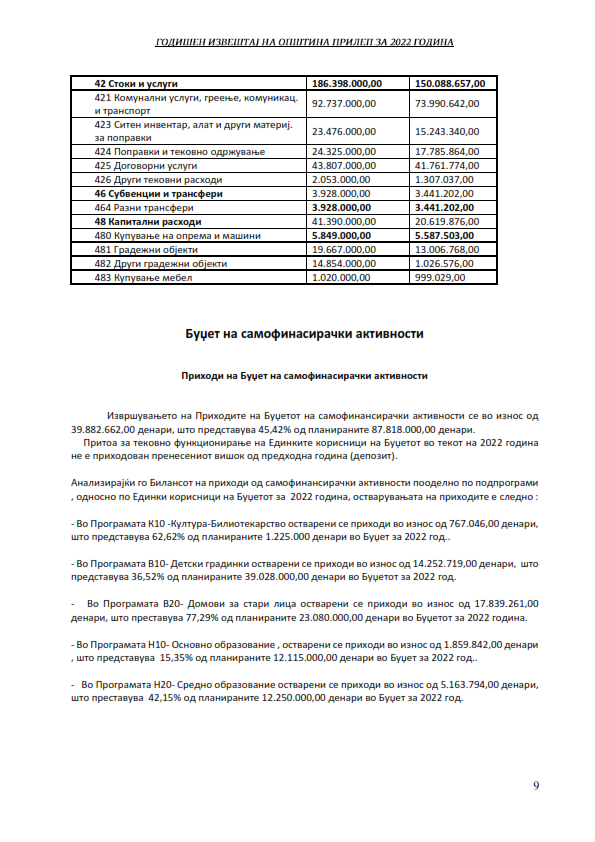 ГОДИШЕН ИЗВЕШТАЈ НА ОПШТИНА ПРИЛЕП ЗА 2022 ГОДИНА
42 Стоки и услуги 186.398.000,00 150.088.657,00
421 Комунални услуги, греење, комуникац. и транспорт 92.737.000,00 73.990.642,00
423 Ситен инвентар, алат и други материј. за поправки 23.476.000,00 15.243.340,00
424 Поправки и тековно одржување 24.325.000,00 17.785.864,00
425 Договорни услуги 43.807.000,00 41.761.774,00
426 Други тековни расходи 2.053.000,00 1.307.037,00
46 Субвенции и трансфери 3.928.000,00 3.441.202,00
464 Разни трансфери 3.928.000,00 3.441.202,00
48 Капитални расходи 41.390.000,00 20.619.876,00
480 Купување на опрема и машини 5.849.000,00 5.587.503,00
481 Градежни објекти 19.667.000,00 13.006.768,00
482 Други градежни објекти 14.854.000,00 1.026.576,00
483 Купување мебел 1.020.000,00 999.029,00
Буџет на самофинасирачки активности
Приходи на Буџет на самофинасирачки активности
Извршувањето на Приходите на Буџетот на самофинансирачки активности се во износ од
39.882.662,00 денари, што представува 45,42% од планираните 87.818.000,00 денари.
Притоа за тековно функционирање на Единките корисници на Буџетот во текот на 2022 година
не е приходован пренесениот вишок од предходна година (депозит).
Анализирајќи го Билансот на приходи од самофинансирачки активности пооделно по подпрограми
, односно по Единки корисници на Буџетот за 2022 година, остварувањата на приходите е следно :
- Во Програмата К10 -Култура-Билиотекарство остварени се приходи во износ од 767.046,00 денари,
што представува 62,62% од планираните 1.225.000 денари во Буџет за 2022 год..
- Во Програмата В10- Детски градинки остварени се приходи во износ од 14.252.719,00 денари, што
представува 36,52% од планираните 39.028.000,00 денари во Буџетот за 2022 год.
- Во Програмата В20- Домови за стари лица остварени се приходи во износ од 17.839.261,00
денари, што преставува 77,29% од планираните 23.080.000,00 денари во Буџетот за 2022 година.
- Во Програмата Н10- Основно образование , остварени се приходи во износ од 1.859.842,00 денари
, што представува 15,35% од планираните 12.115.000,00 денари во Буџет за 2022 год..
- Во Програмата Н20- Средно образование остварени се приходи во износ од 5.163.794,00 денари,
што преставува 42,15% од планираните 12.250.000,00 денари во Буџет за 2022 год.
9